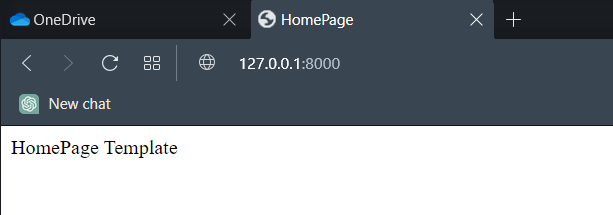 OneDrive
HomePage
127.0.0.1:8000
New chat
HomePage Template